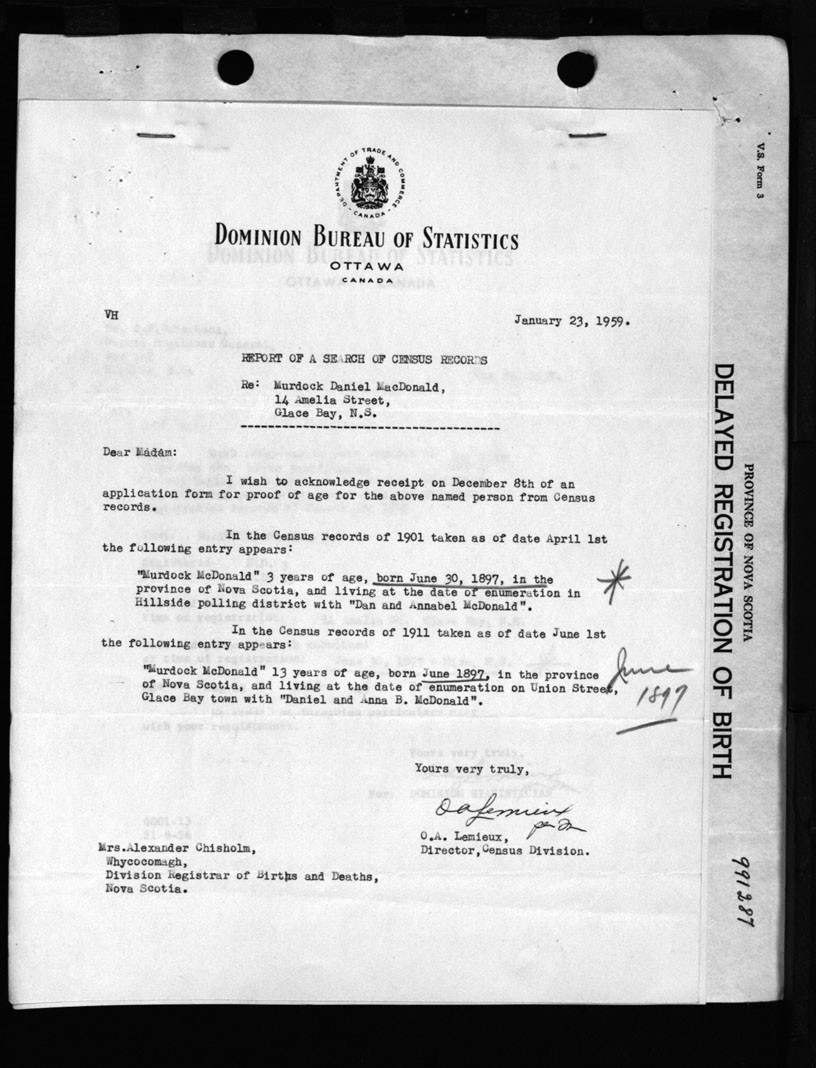 DEPARTMENT OF TRADE AND COMMERCE
CANADA
DOMINION BUREAU OF STATISTICS
OTTAWA
CANADA
VH
January 23, 1959.
REPORT OF A SEARCH OF CENSUS RECORDS
Re: Murdock Daniel MacDonald,
14 Amelia Street,
Glace Bay, N.S.
Dear Madam:
I wish to acknowledge receipt on December 8th of an
application form for proof of age for the above named person from Census
records.
In the Census records of 1901 taken as of date April 1st
the following entry appears:
"Murdock McDonald" 3 years of age, born June 30, 1897, in the
province of Nova Scotia, and living at the date of enumeration in
Hillside polling district with "Dan and Annabel McDonald".
In the Census records of 1911 taken as of date June 1st
the following entry appears:
"Murdock McDonald" 13 years of age, born June 1897, in the province
of Nova Scotia, and living at the date of enumeration on Union Street,
Glace Bay town with "Daniel and Anna B. McDonald".
June
1897
Yours very truly,
O A Lemieux
per
O.A. Lemieux,
Director, Census Division.
Mrs. Alexander Chisholm,
Whycocomagh,
Division Registrar of Births and Deaths,
Nova Scotia.
V.S. Form 3
PROVINCE OF NOVA SCOTIA
DELAYED REGISTRATION OF BIRTH
991287